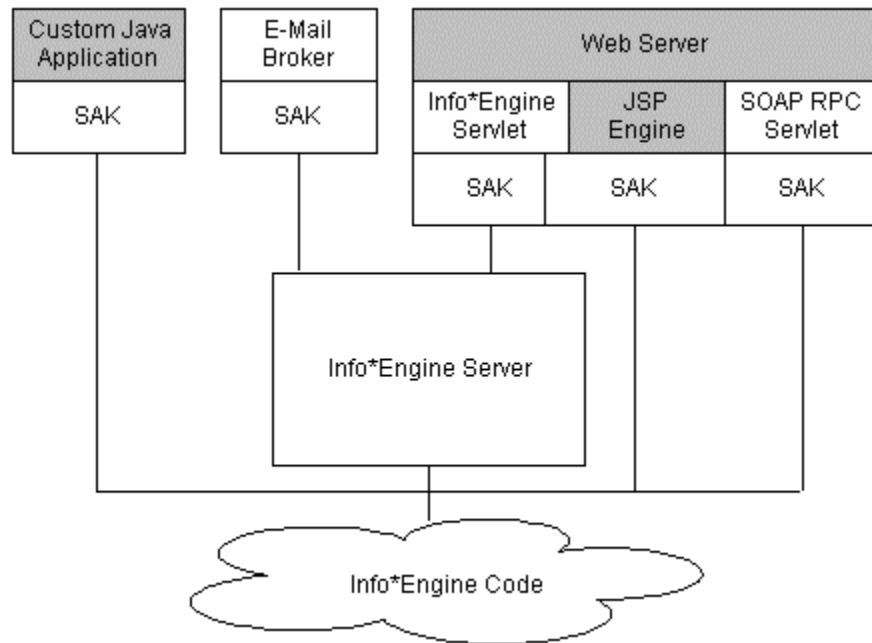 Custom Java
Application
SAK
E-Mail
Broker
SAK
Web Server
Info*Engine
Servlet
JSP
Engine
SOAP RPC
Servlet
SAK
SAK
SAK
Info*Engine Server
Info*Engine Code